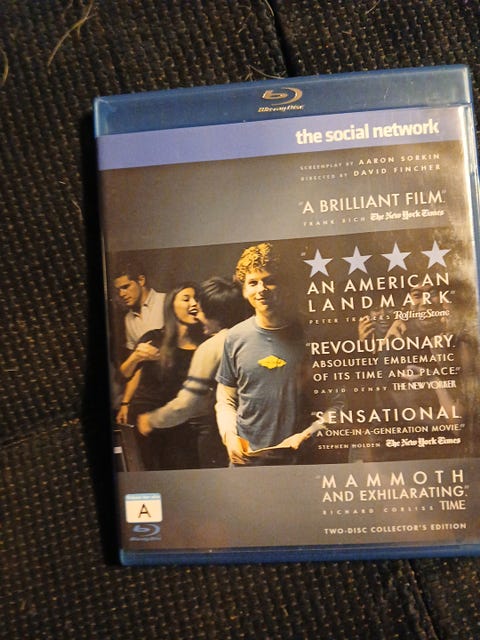 Blu-ray Disc
the social network
SCREENPLAY BY AARON SORKIN
DIRECTED BY DAVID FINCHER
"A BRILLIANT FILM."
FRANK RICH The New York Times
"★★★★
AN AMERICAN
LANDMARK."
PETER TRAVERS RollingStone
"REVOLUTIONARY.
ABSOLUTELY EMBLEMATIC
OF ITS TIME AND PLACE."
DAVID DENBY THE NEW YORKER
"SENSATIONAL.
A ONCE-IN-A-GENERATION MOVIE."
STEPHEN HOLDEN The New York Times
"MAMMOTH
AND EXHILARATING."
RICHARD CORLISS TIME
TWO-DISC COLLECTOR'S EDITION
A